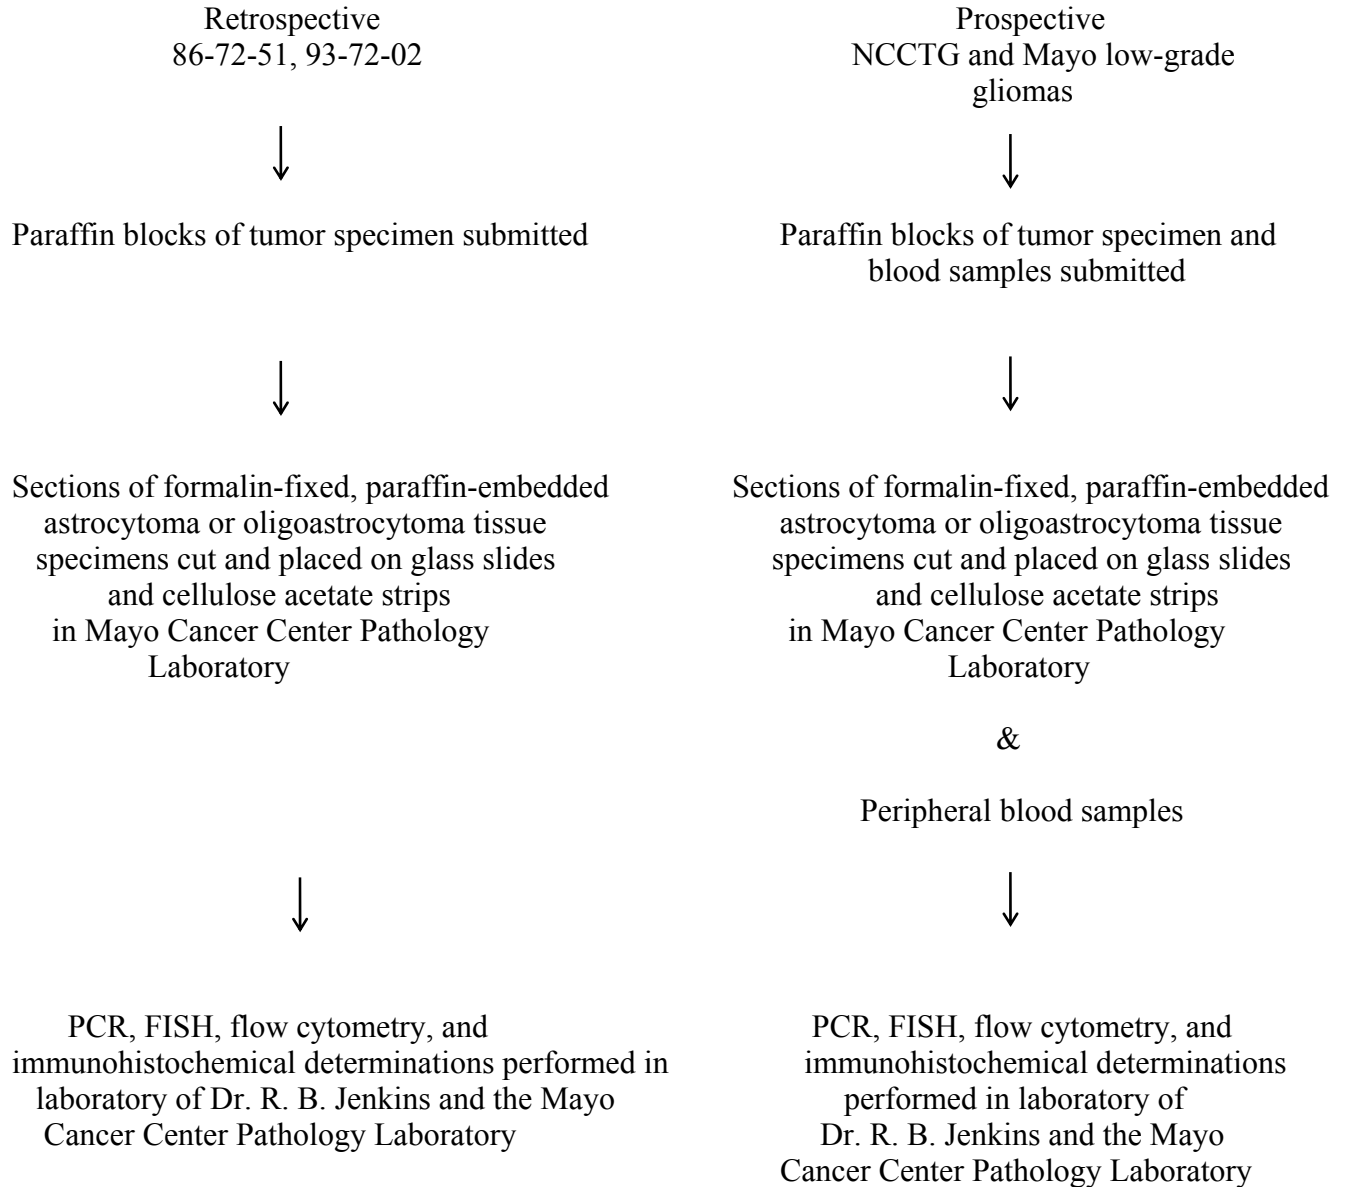 Retrospective
86-72-51, 93-72-02
Paraffin blocks of tumor specimen submitted
Sections of formalin-fixed, paraffin-embedded
astrocytoma or oligoastrocytoma tissue
specimens cut and placed on glass slides
and cellulose acetate strips
in Mayo Cancer Center Pathology
Laboratory
PCR, FISH, flow cytometry, and
immunohistochemical determinations performed in
laboratory of Dr. R. B. Jenkins and the Mayo
Cancer Center Pathology Laboratory
Prospective
NCCTG and Mayo low-grade
gliomas
Paraffin blocks of tumor specimen and
blood samples submitted
Sections of formalin-fixed, paraffin-embedded
astrocytoma or oligoastrocytoma tissue
specimens cut and placed on glass slides
and cellulose acetate strips
in Mayo Cancer Center Pathology
Laboratory
&
Peripheral blood samples
PCR, FISH, flow cytometry, and
immunohistochemical determinations
performed in laboratory of
Dr. R. B. Jenkins and the Mayo
Cancer Center Pathology Laboratory